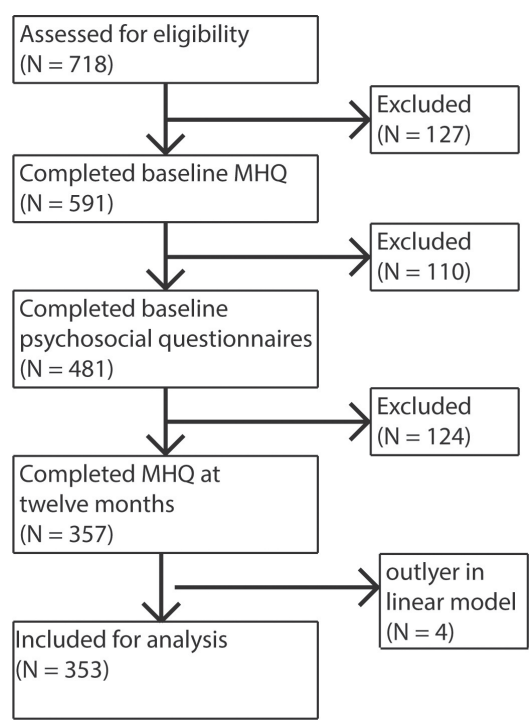 Assessed for eligibility
(N = 718)
Excluded
(N = 127)
Completed baseline MHQ
(N = 591)
Excluded
(N = 110)
Completed baseline
psychosocial questionnaires
(N = 481)
Excluded
(N = 124)
Completed MHQ at
twelve months
(N = 357)
outlyer in
linear model
(N = 4)
Included for analysis
(N = 353)